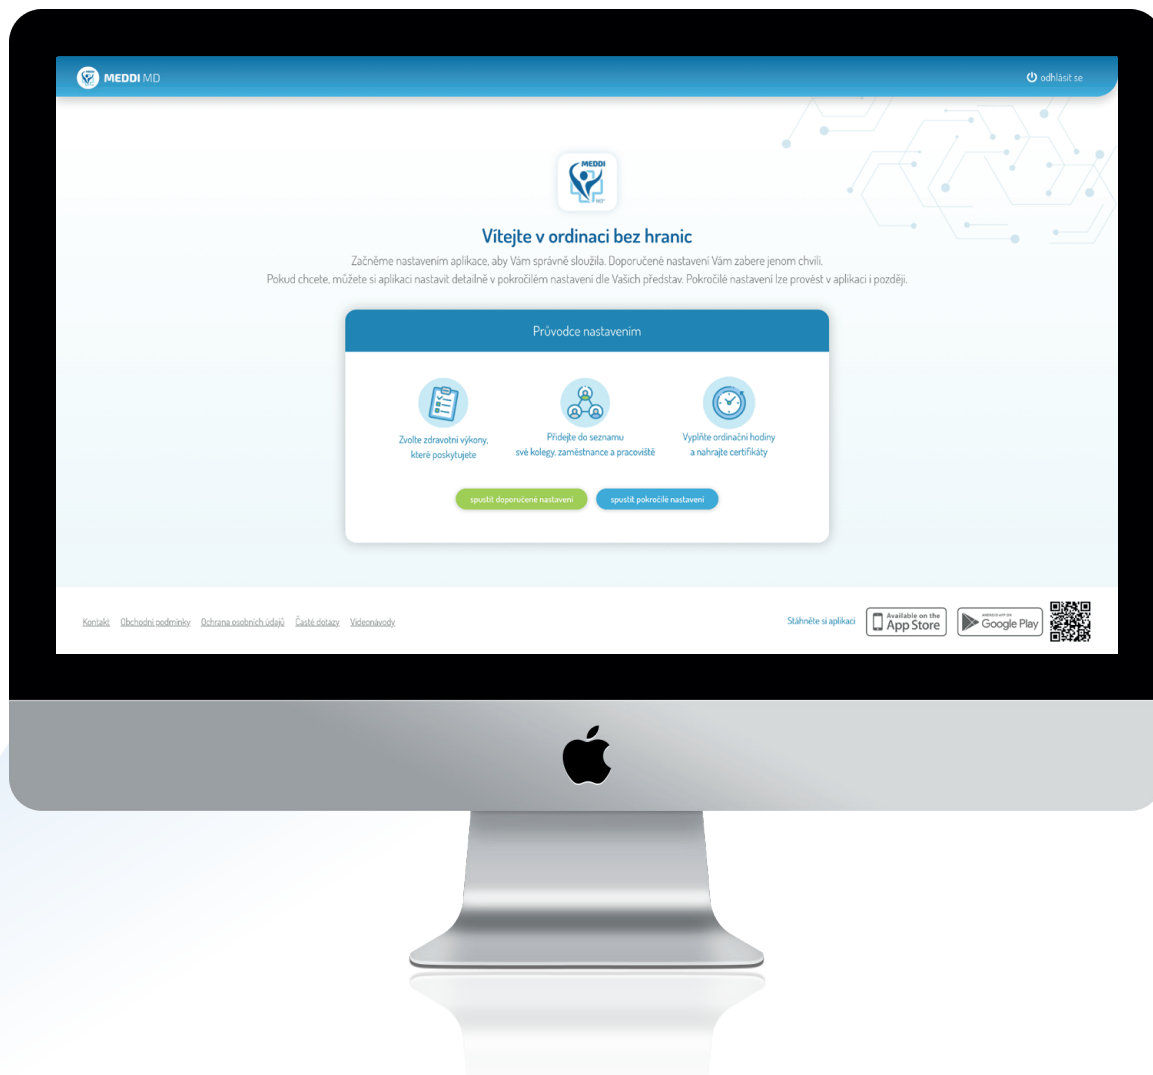 MEDDI MD
odhlásit se
MEDDI
MD
Vítejte v ordinaci bez hranic
Začněme nastavením aplikace, aby Vám správně sloužila. Doporučené nastavení Vám zabere jenom chvíli.
Pokud chcete, můžete si aplikaci nastavit detailně v pokročilém nastavení dle Vašich představ. Pokročilé nastavení lze provést v aplikaci i později.
Průvodce nastavením
Zvolte zdravotní výkony,
které poskytujete
Přidejte do seznamu
své kolegy, zaměstnance a pracoviště
Vyplňte ordinační hodiny
a nahrajte certifikáty
spustit doporučené nastavení
spustit pokročilé nastavení
Kontakt Obchodní podmínky Ochrana osobních údajů Časté dotazy Videonávody
Stáhněte si aplikaci
Available on the
App Store
ANDROID APP ON
Google Play